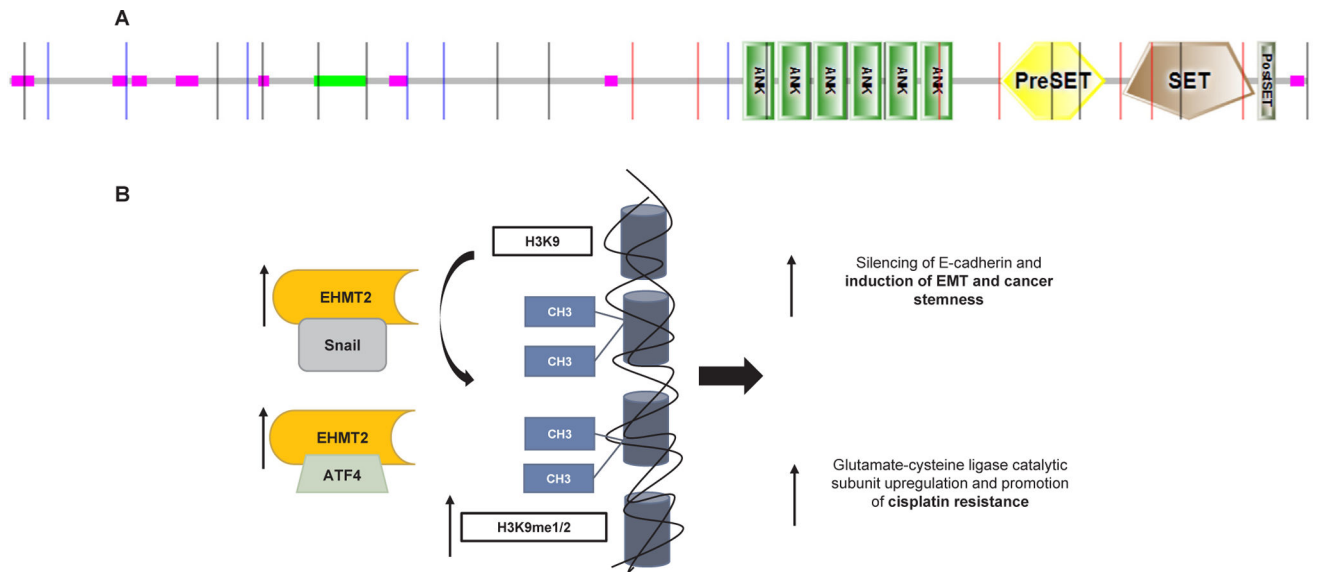 A
ANK
ANK
ANK
ANK
ANK
ANK
PreSET
SET
PostSET
B
H3K9
EHMT2
Snail
CH3
CH3
EHMT2
ATF4
CH3
CH3
H3K9me1/2
Silencing of E-cadherin and
induction of EMT and cancer
stemness
Glutamate-cysteine ligase catalytic
subunit upregulation and promotion
of cisplatin resistance